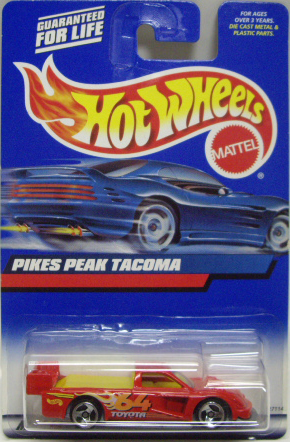 GUARANTEED
FOR LIFE
FOR AGES
OVER 3 YEARS.
DIE CAST METAL &
PLASTIC PARTS.
HOT WHEELS
MATTEL
®
PIKES PEAK TACOMA
64
TOYOTA